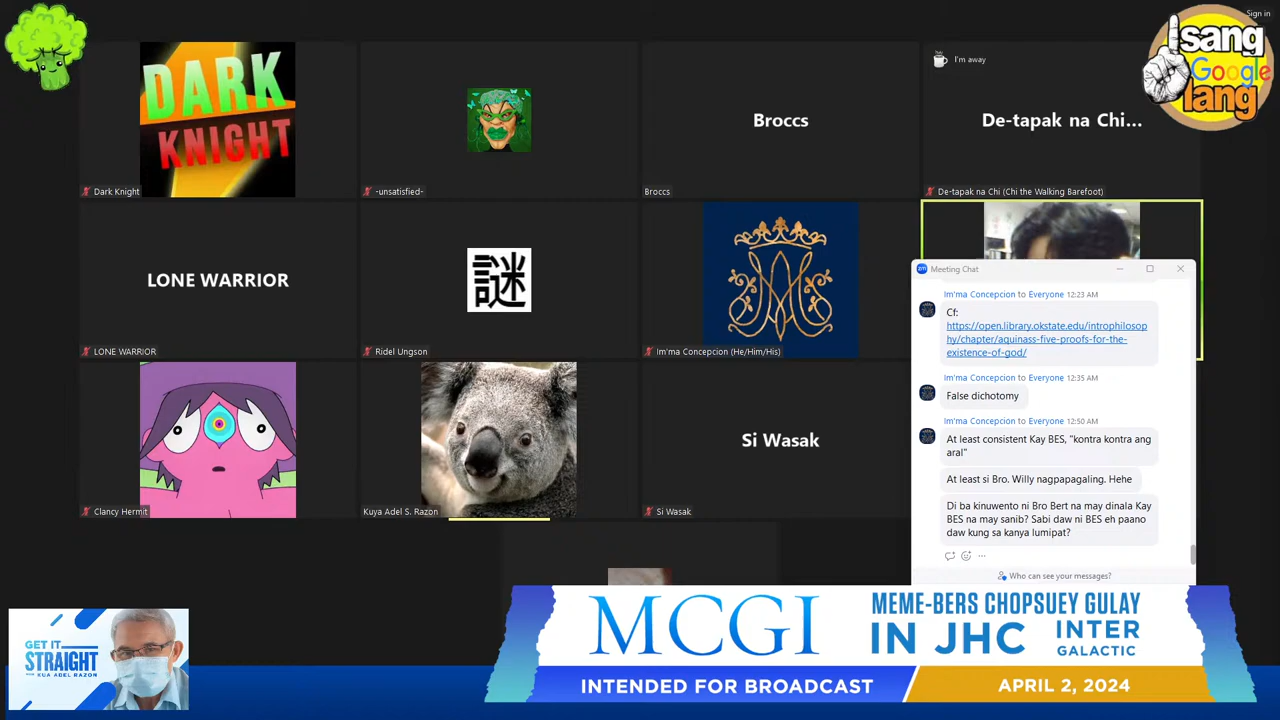 Sign in
Isang
Google
lang
DARK
KNIGHT
Dark Knight
-unsatisfied-
Broccs
Broccs
I'm away
De-tapak na Chi...
De-tapak na Chi (Chi the Walking Barefoot)
LONE WARRIOR
LONE WARRIOR
謎
Ridel Ungson
Im'ma Concepcion (He/Him/His)
Clancy Hermit
Kuya Adel S. Razon
Si Wasak
Si Wasak
zm
Meeting Chat
Im'ma Concepcion to Everyone 12:23 AM
Cf:
https://open.library.okstate.edu/introphilosop
hy/chapter/aquinass-five-proofs-for-the-
existence-of-god/
Im'ma Concepcion to Everyone 12:35 AM
False dichotomy
Im'ma Concepcion to Everyone 12:50 AM
At least consistent Kay BES, "kontra kontra ang
aral"
At least si Bro. Willy nagpapagaling. Hehe
Di ba kinuwento ni Bro Bert na may dinala Kay
BES na may sanib? Sabi daw ni BES eh paano
daw kung sa kanya lumipat?
Who can see your messages?
GET IT
STRAIGHT
KUA ADEL RAZON
MCGI
MEME-BERS CHOPSUEY GULAY
IN JHC
INTER
GALACTIC
INTENDED FOR BROADCAST
APRIL 2, 2024